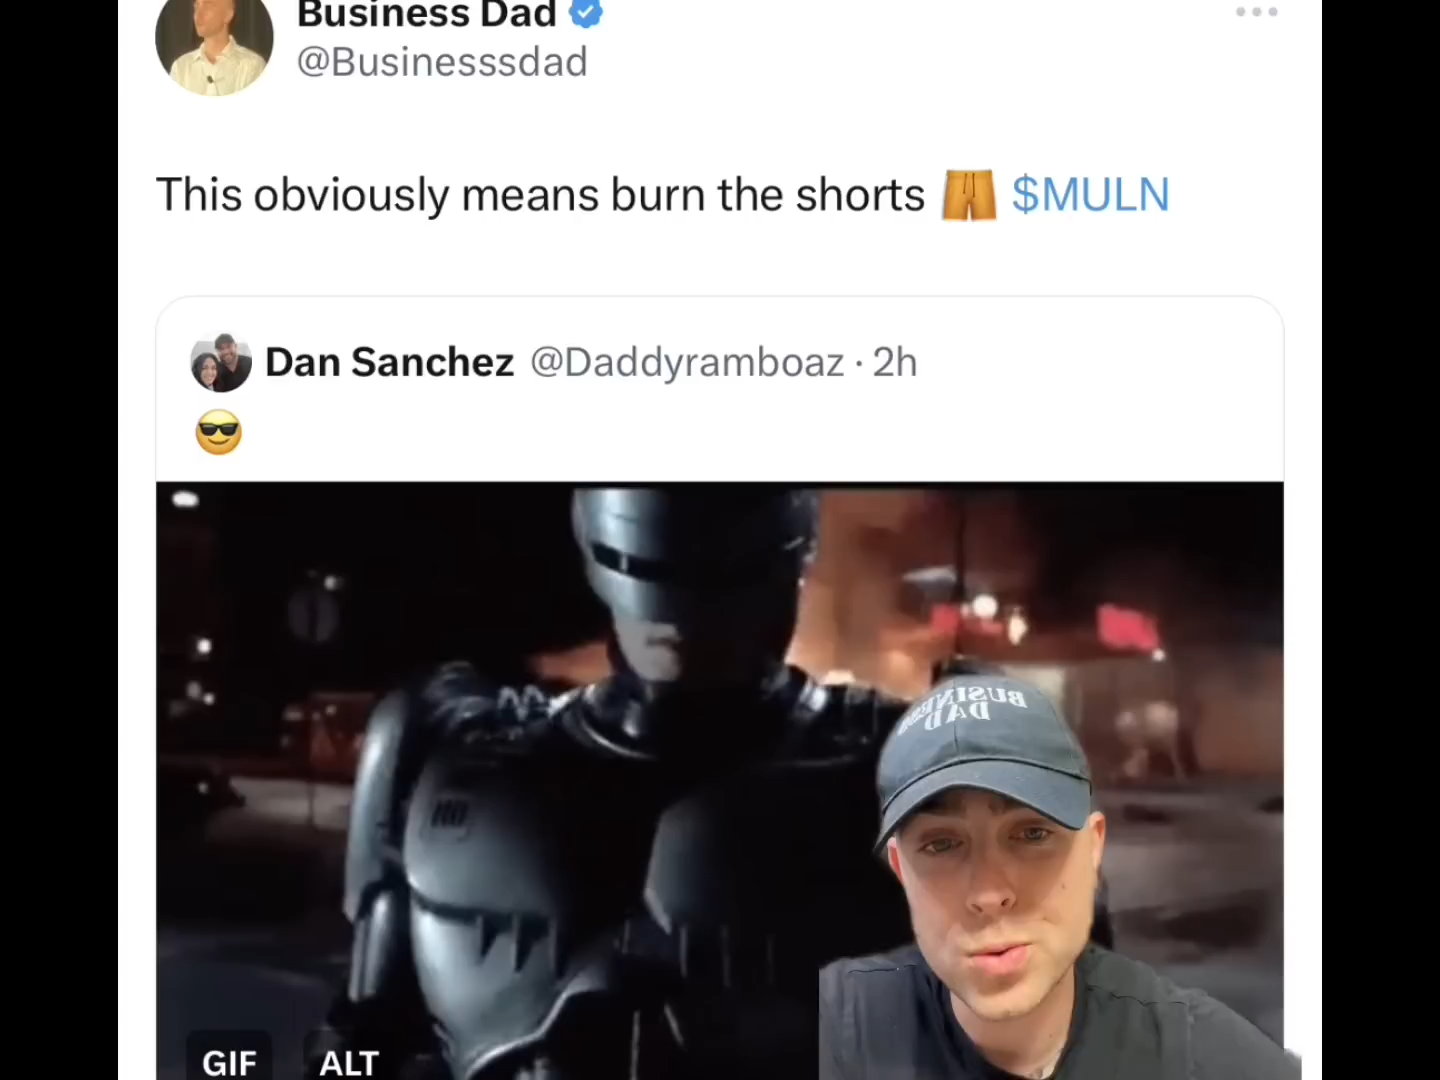 Business Dad
@Businesssdad
This obviously means burn the shorts 🩳 $MULN
Dan Sanchez @Daddyramboaz · 2h
😎
BUSINESS
DAD
GIF ALT